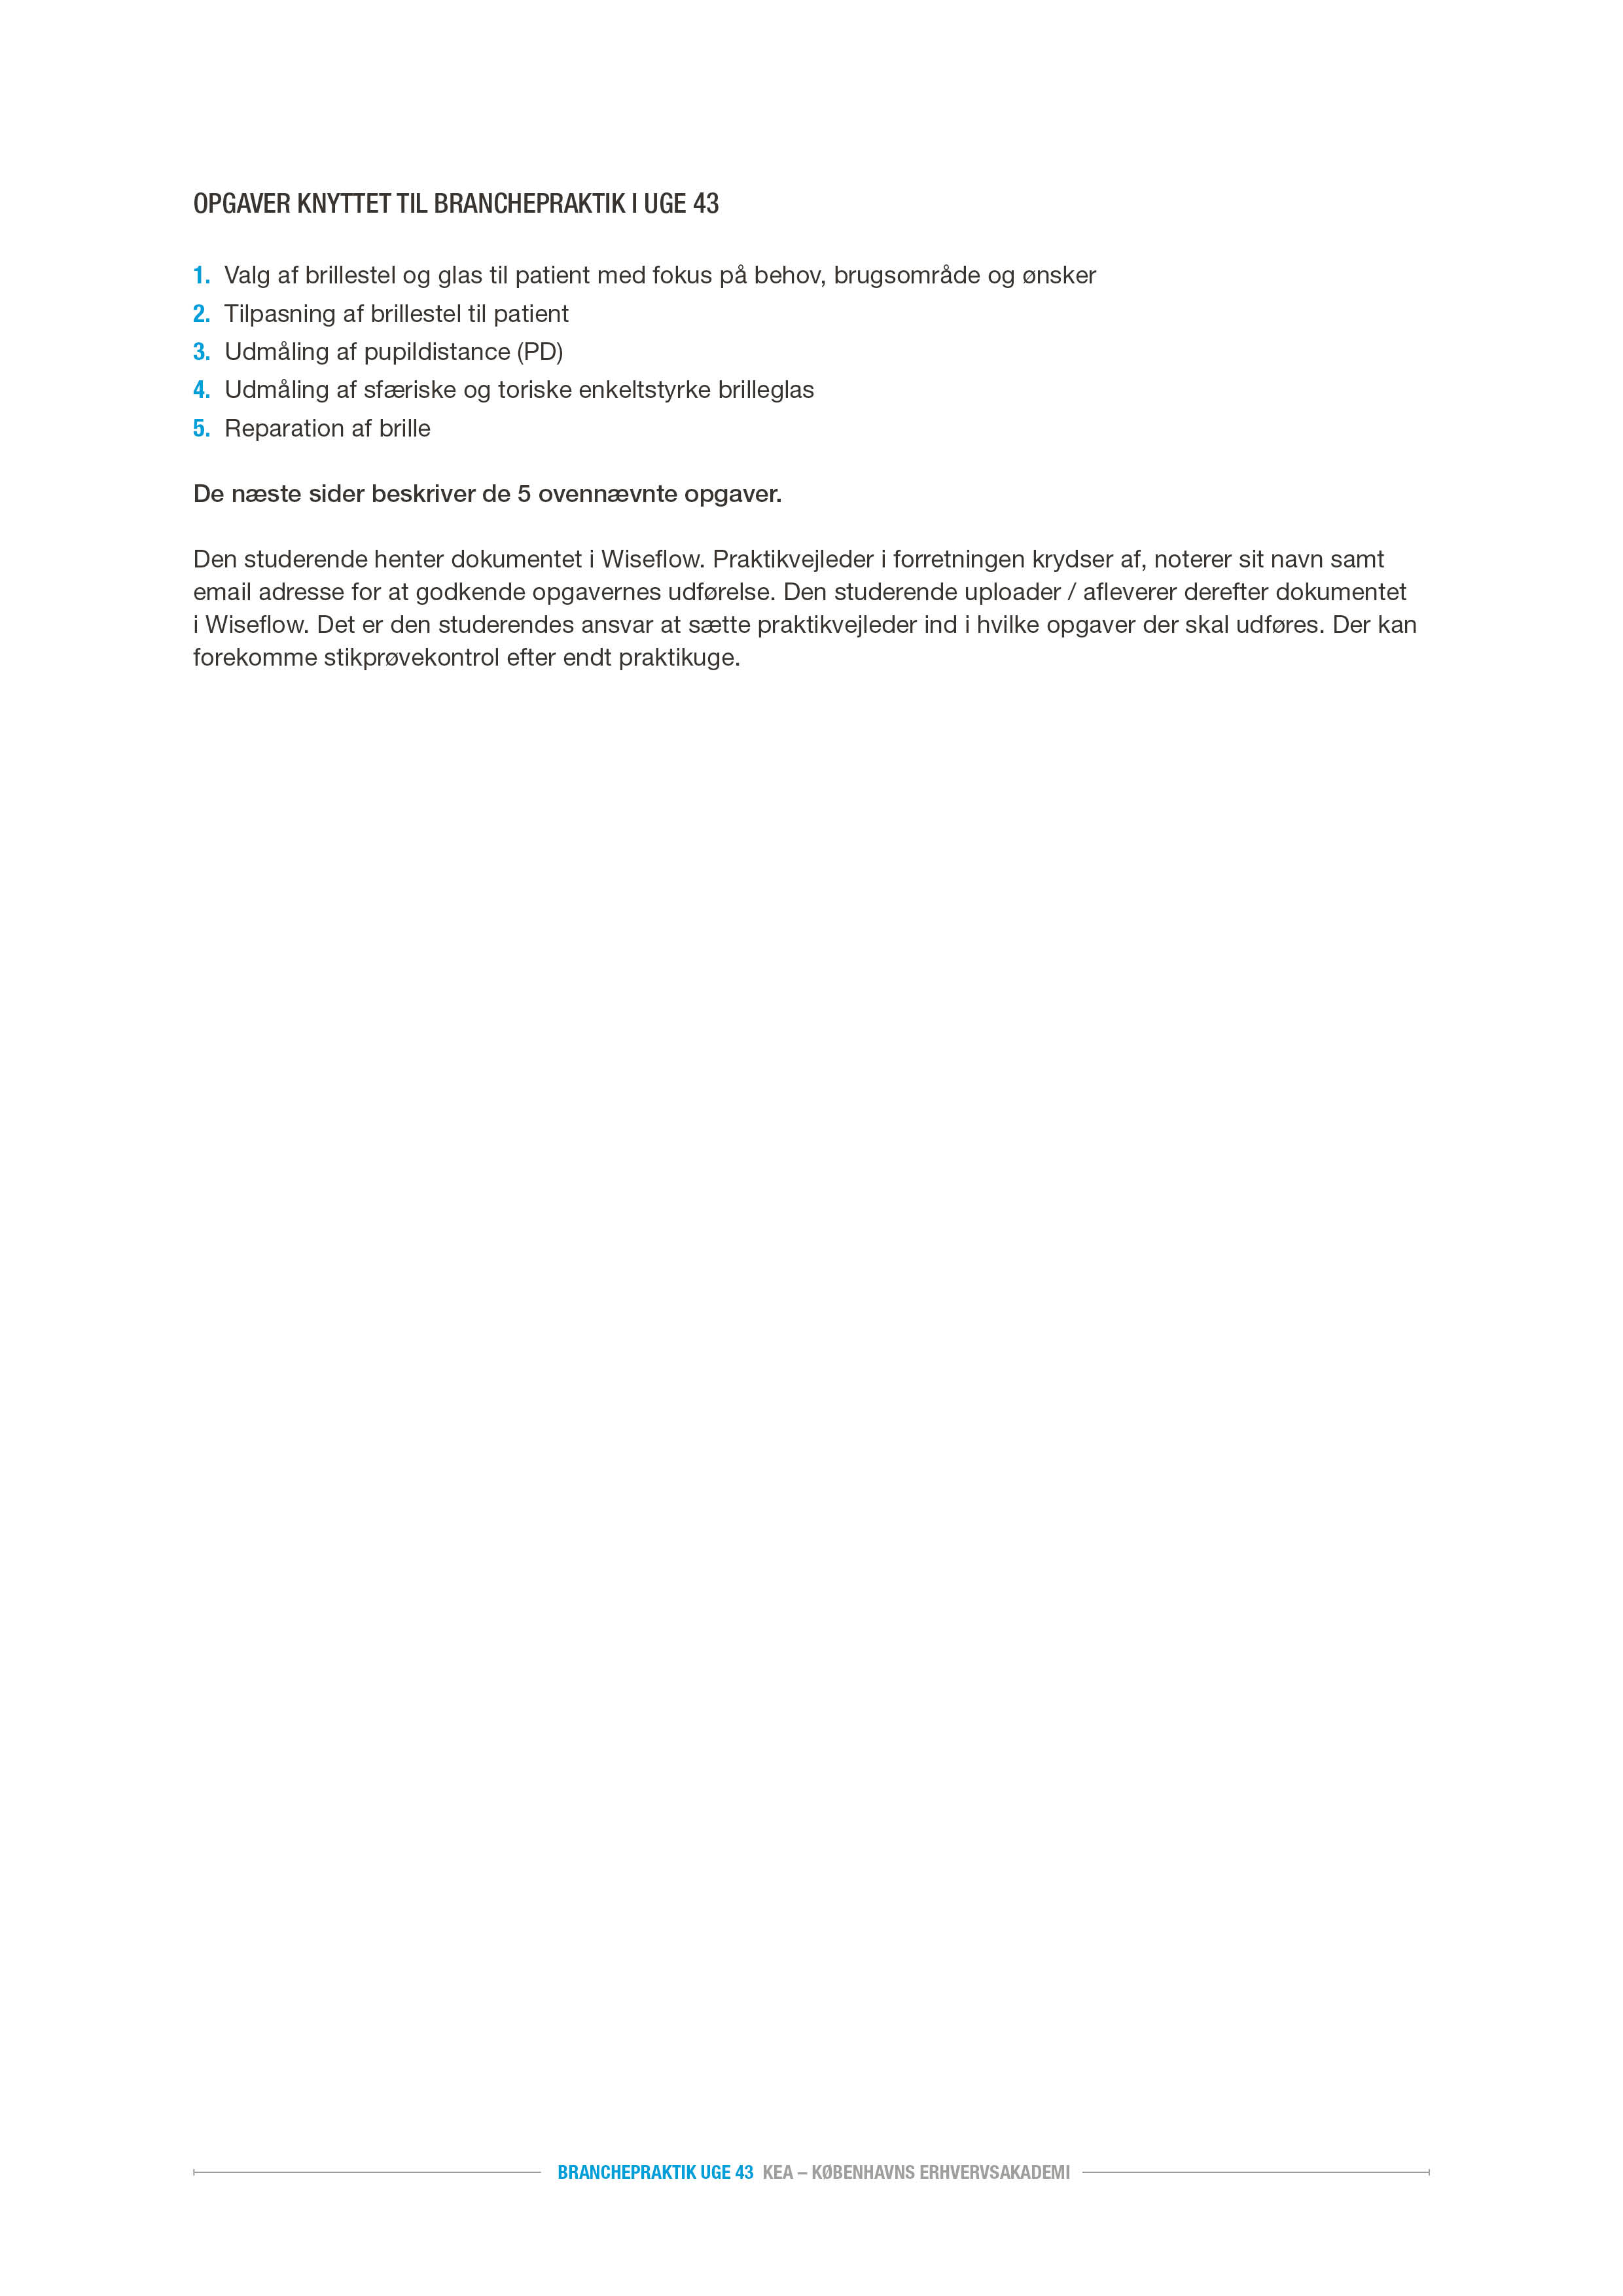 OPGAVER KNYTTET TIL BRANCHEPRAKTIK I UGE 43
1. Valg af brillestel og glas til patient med fokus på behov, brugsområde og ønsker
2. Tilpasning af brillestel til patient
3. Udmåling af pupildistance (PD)
4. Udmåling af sfæriske og toriske enkeltstyrke brilleglas
5. Reparation af brille
De næste sider beskriver de 5 ovennævnte opgaver.
Den studerende henter dokumentet i Wiseflow. Praktikvejleder i forretningen krydser af, noterer sit navn samt
email adresse for at godkende opgavernes udførelse. Den studerende uploader / afleverer derefter dokumentet
i Wiseflow. Det er den studerendes ansvar at sætte praktikvejleder ind i hvilke opgaver der skal udføres. Der kan
forekomme stikprøvekontrol efter endt praktikuge.
BRANCHEPRAKTIK UGE 43 KEA – KØBENHAVNS ERHVERVSAKADEMI